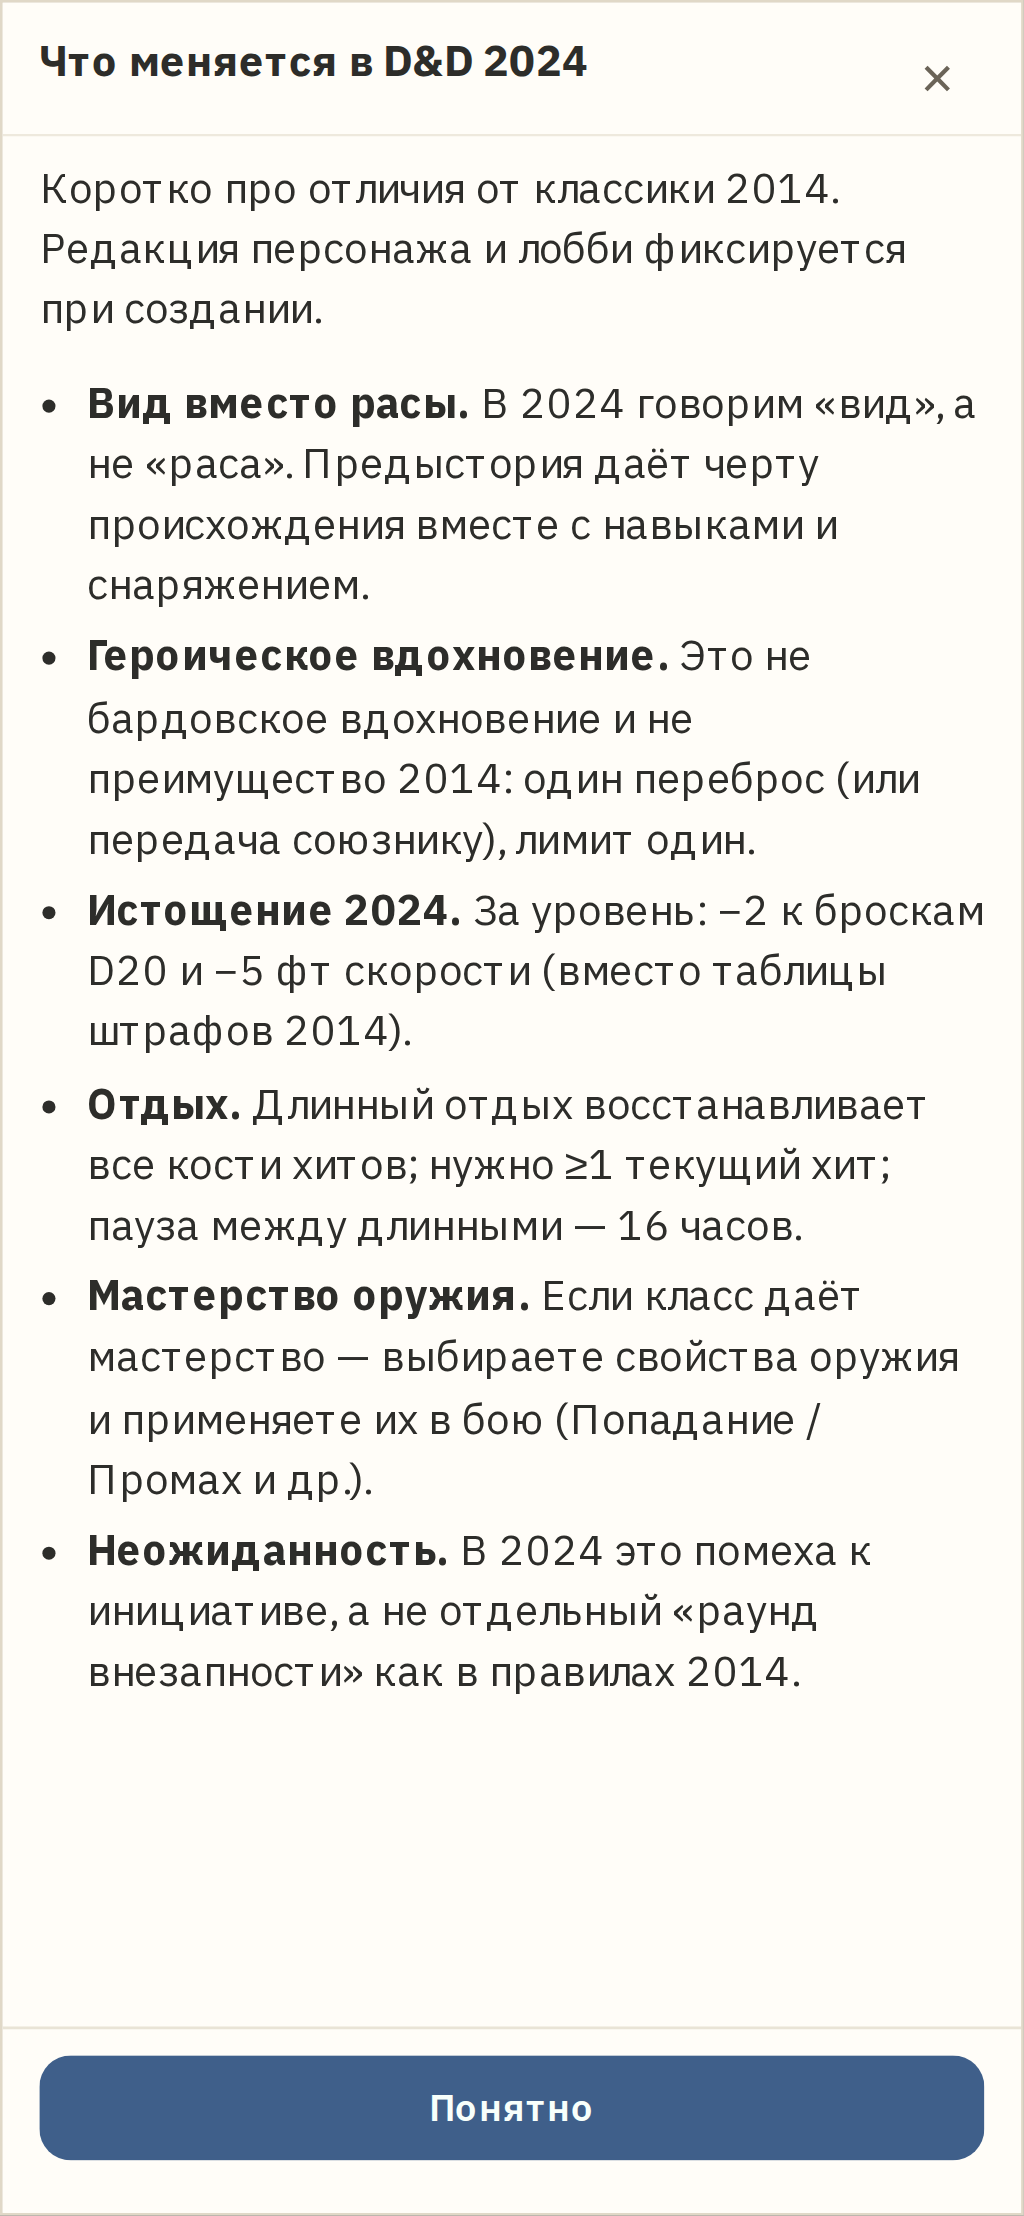 Что меняется в D&D 2024
×
Коротко про отличия от классики 2014.
Редакция персонажа и лобби фиксируется
при создании.
• Вид вместо расы. В 2024 говорим «вид», а
не «раса». Предыстория даёт черту
происхождения вместе с навыками и
снаряжением.
• Героическое вдохновение. Это не
бардовское вдохновение и не
преимущество 2014: один переброс (или
передача союзнику), лимит один.
• Истощение 2024. За уровень: −2 к броскам
D20 и −5 фт скорости (вместо таблицы
штрафов 2014).
• Отдых. Длинный отдых восстанавливает
все кости хитов; нужно ≥1 текущий хит;
пауза между длинными — 16 часов.
• Мастерство оружия. Если класс даёт
мастерство — выбираете свойства оружия
и применяете их в бою (Попадание /
Промах и др.).
• Неожиданность. В 2024 это помеха к
инициативе, а не отдельный «раунд
внезапности» как в правилах 2014.
Понятно